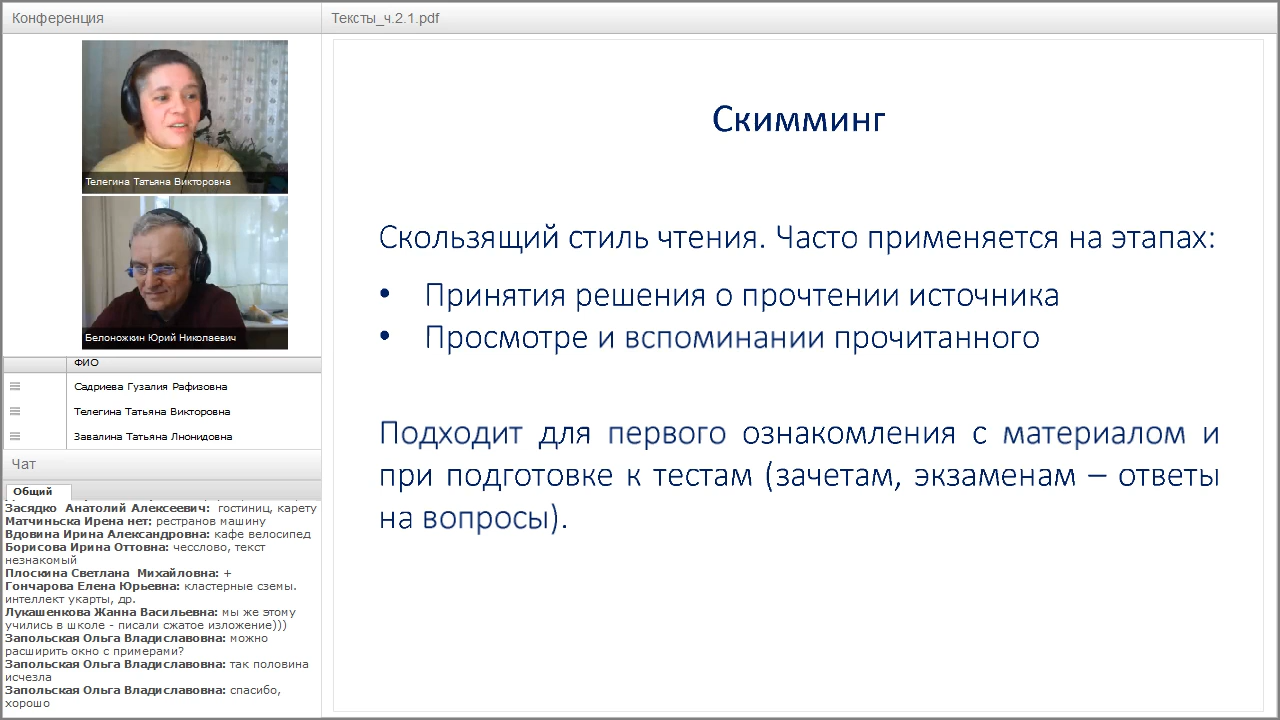 Конференция
Тексты_ч.2.1.pdf
Телегина Татьяна Викторовна
Белоножкин Юрий Николаевич
ФИО
Садриева Гузалия Рафизовна
Телегина Татьяна Викторовна
Завалина Татьяна Лнонидовна
Чат
Общий
Засядко Анатолий Алексеевич: гостиниц, карету
Матчиньска Ирена нет: рестранов машину
Вдовина Ирина Александровна: кафе велосипед
Борисова Ирина Оттовна: чесслово, текст
незнакомый
Плоскина Светлана Михайловна: +
Гончарова Елена Юрьевна: кластерные сземы.
интеллект укарты, др.
Лукашенкова Жанна Васильевна: мы же этому
учились в школе - писали сжатое изложение)))
Запольская Ольга Владиславовна: можно
расширить окно с примерами?
Запольская Ольга Владиславовна: так половина
исчезла
Запольская Ольга Владиславовна: спасибо,
хорошо
Скимминг
Скользящий стиль чтения. Часто применяется на этапах:
• Принятия решения о прочтении источника
• Просмотре и вспоминании прочитанного
Подходит для первого ознакомления с материалом и
при подготовке к тестам (зачетам, экзаменам – ответы
на вопросы).